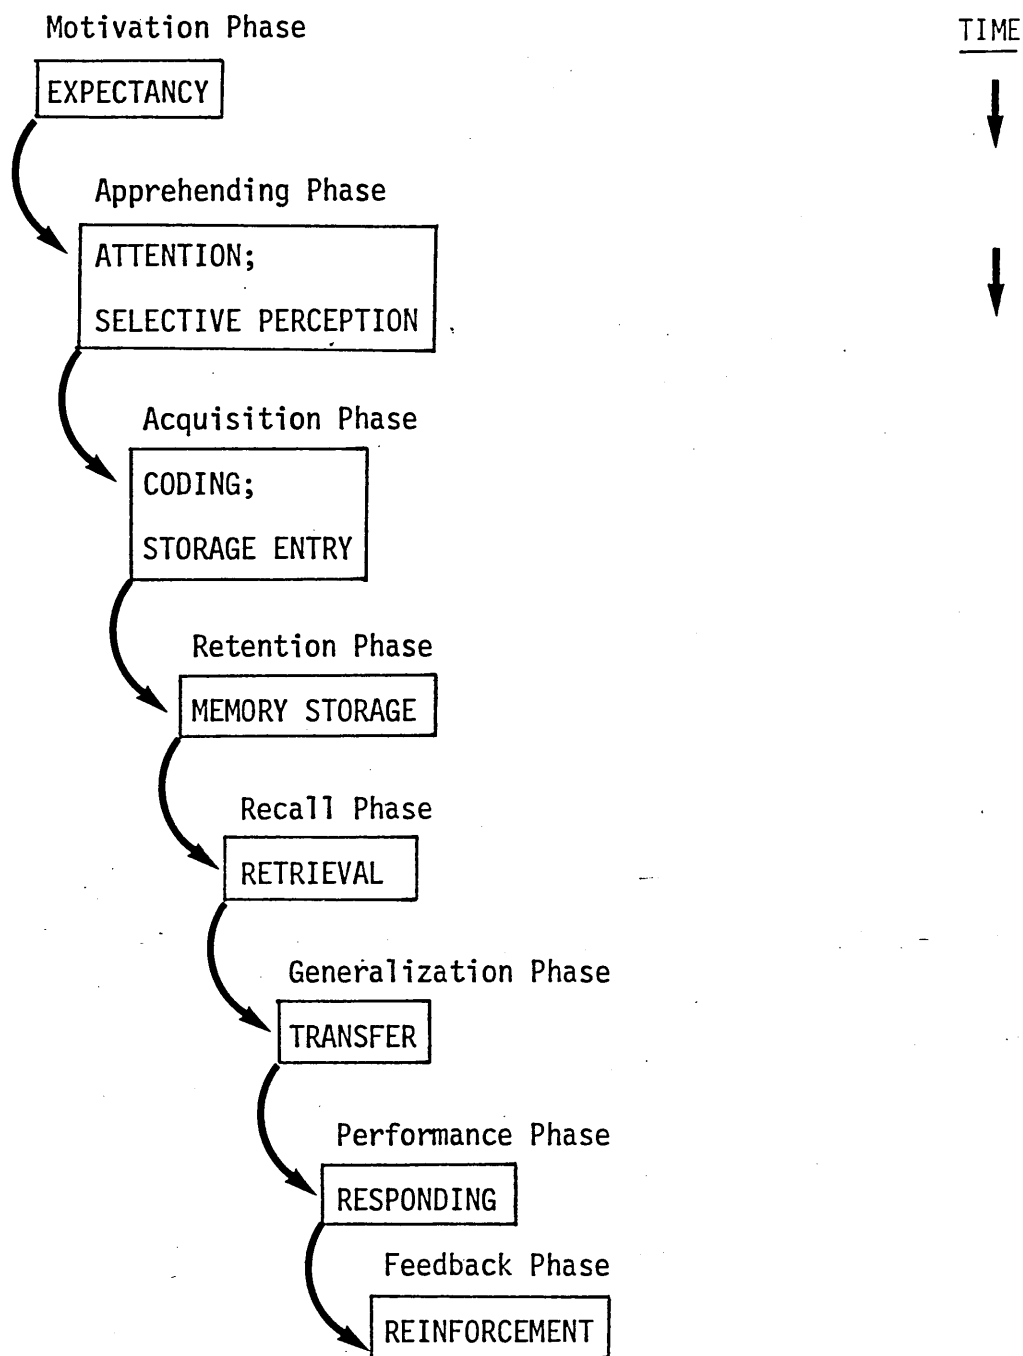 Motivation Phase
TIME
EXPECTANCY
Apprehending Phase
ATTENTION;
SELECTIVE PERCEPTION
Acquisition Phase
CODING;
STORAGE ENTRY
Retention Phase
MEMORY STORAGE
Recall Phase
RETRIEVAL
Generalization Phase
TRANSFER
Performance Phase
RESPONDING
Feedback Phase
REINFORCEMENT